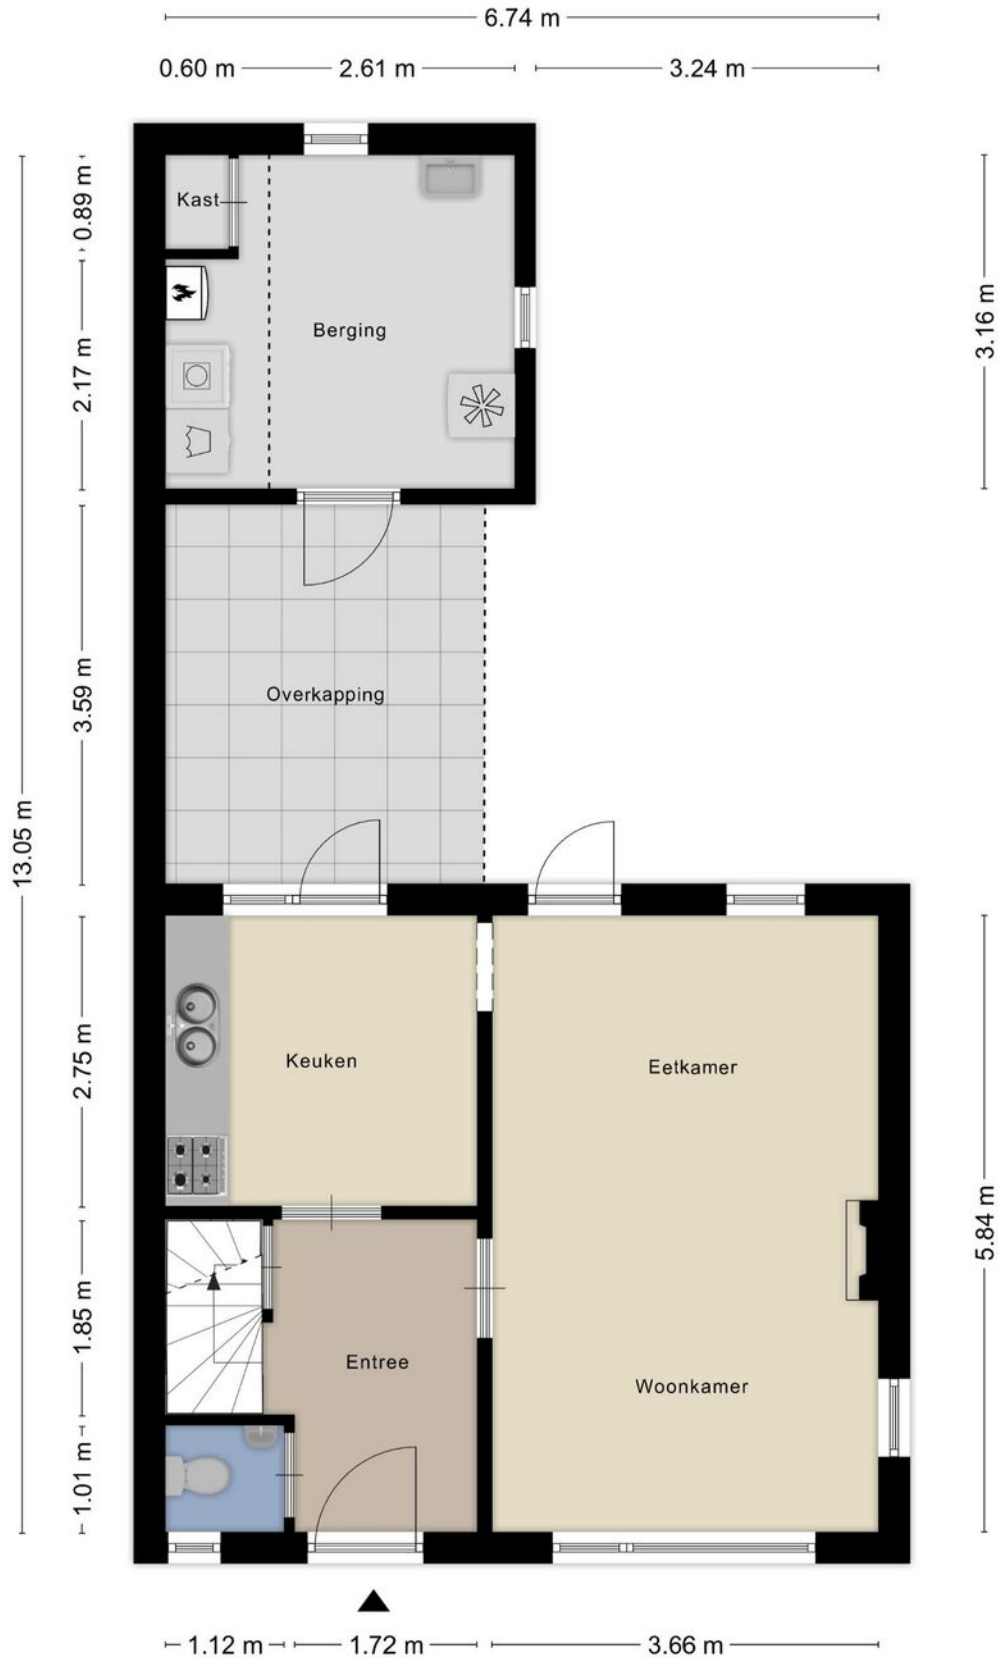 6.74 m
0.60 m
2.61 m
3.24 m
0.89 m
Kast
3.16 m
Berging
2.17 m
Overkapping
3.59 m
13.05 m
Keuken
Eetkamer
2.75 m
5.84 m
1.85 m
Entree
Woonkamer
1.01 m
1.12 m
1.72 m
3.66 m